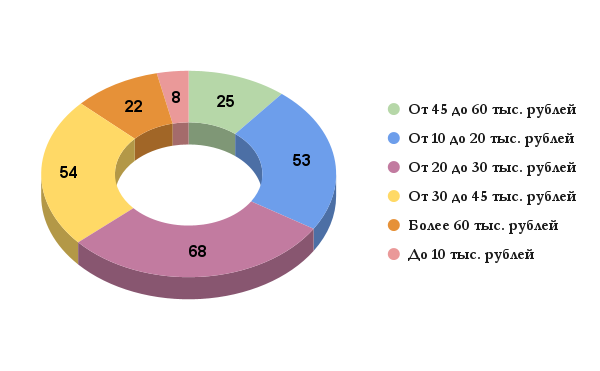 8
25
22
53
54
68
От 45 до 60 тыс. рублей
От 10 до 20 тыс. рублей
От 20 до 30 тыс. рублей
От 30 до 45 тыс. рублей
Более 60 тыс. рублей
До 10 тыс. рублей